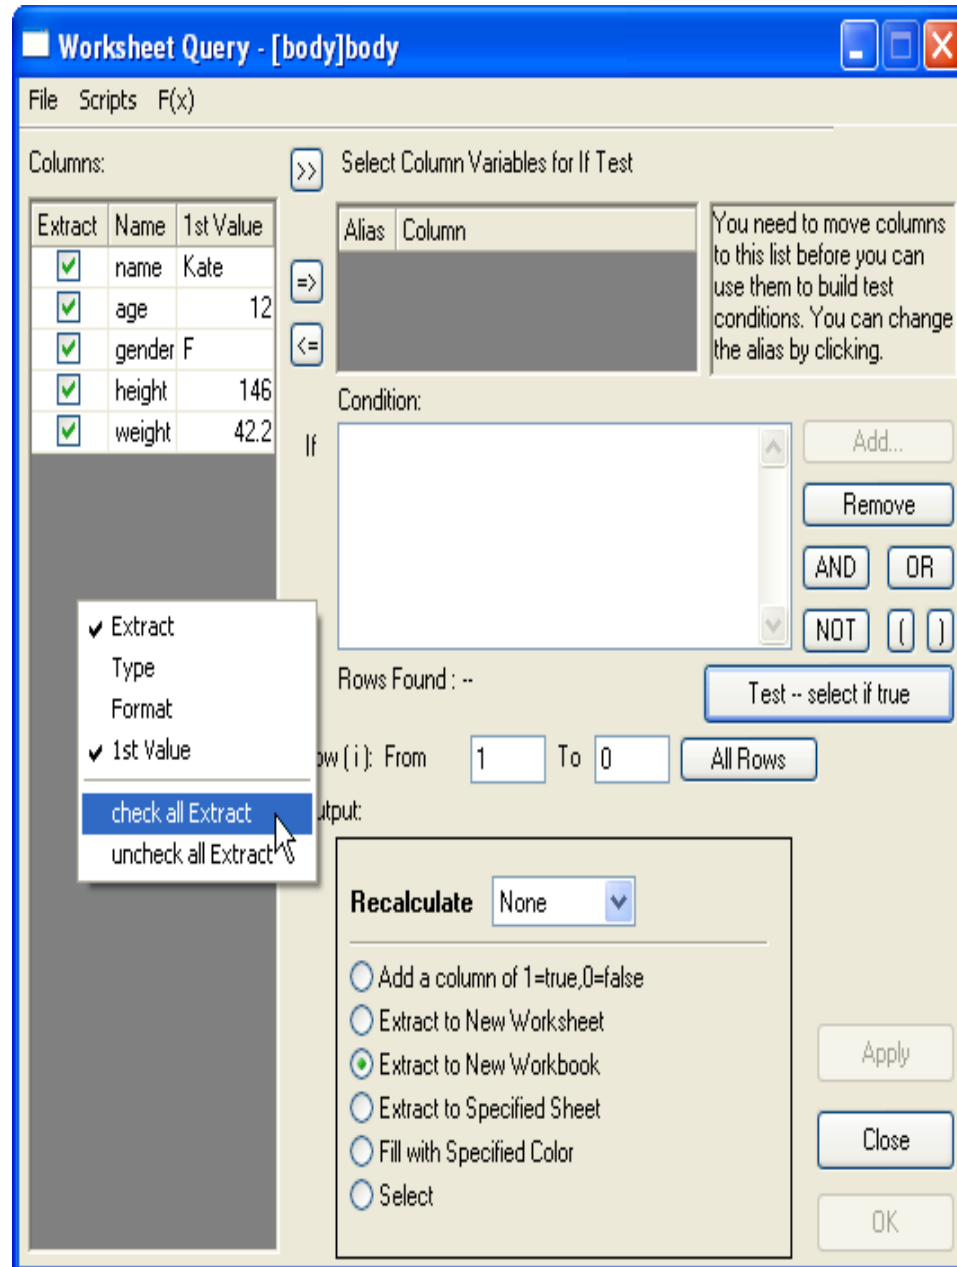 Worksheet Query - [body]body
File Scripts F(x)
Columns:
>> Select Column Variables for If Test
Extract Name 1st Value
name Kate
age 12
gender F
height 146
weight 42.2
=>
<=
Alias Column
You need to move columns
to this list before you can
use them to build test
conditions. You can change
the alias by clicking.
Condition:
If
Add...
Remove
AND OR
NOT ( )
Rows Found : --
Test -- select if true
Extract
Type
Format
1st Value
check all Extract
uncheck all Extract
ow ( i ): From 1 To 0 All Rows
utput:
Recalculate None
Add a column of 1=true,0=false
Extract to New Worksheet
Extract to New Workbook
Extract to Specified Sheet
Fill with Specified Color
Select
Apply
Close
OK